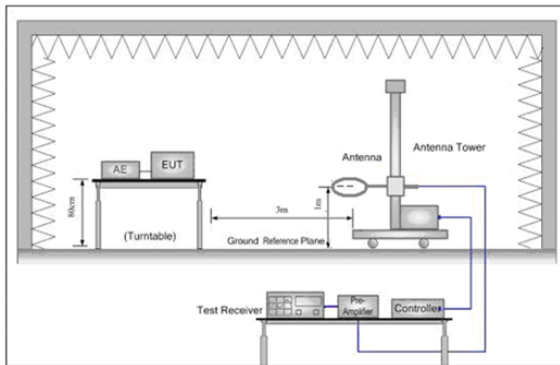 Antenna Tower
Antenna
EUT
AE
80cm
3m
1m
(Turntable)
Ground Reference Plane
Test Receiver
Pre-
Amplifier
Controller